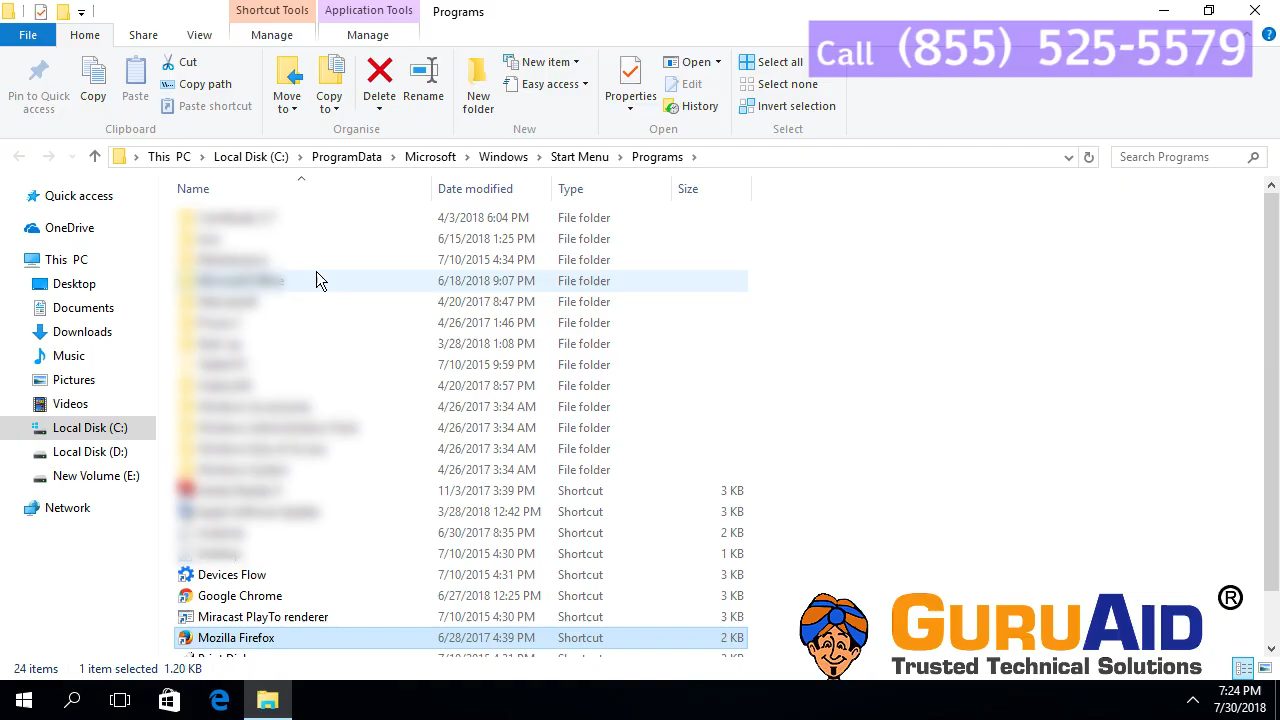 Shortcut Tools Application Tools Programs
File Home Share View Manage Manage
Call (855) 525-5579
Pin to Quick access
Copy
Paste
Cut
Copy path
Paste shortcut
Clipboard
Move to
Copy to
Delete
Rename
Organise
New folder
New item
Easy access
New
Properties
Open
Edit
History
Open
Select all
Select none
Invert selection
Select
This PC Local Disk (C:) ProgramData Microsoft Windows Start Menu Programs
Search Programs
Quick access
OneDrive
This PC
Desktop
Documents
Downloads
Music
Pictures
Videos
Local Disk (C:)
Local Disk (D:)
New Volume (E:)
Network
Name Date modified Type Size
4/3/2018 6:04 PM File folder
6/15/2018 1:25 PM File folder
7/10/2015 4:34 PM File folder
6/18/2018 9:07 PM File folder
4/20/2017 8:47 PM File folder
4/26/2017 1:46 PM File folder
3/28/2018 1:08 PM File folder
7/10/2015 9:59 PM File folder
4/20/2017 8:57 PM File folder
4/26/2017 3:34 AM File folder
4/26/2017 3:34 AM File folder
4/26/2017 3:34 AM File folder
4/26/2017 3:34 AM File folder
11/3/2017 3:39 PM Shortcut 3 KB
3/28/2018 12:42 PM Shortcut 3 KB
6/30/2017 8:35 PM Shortcut 2 KB
7/10/2015 4:30 PM Shortcut 1 KB
Devices Flow 7/10/2015 4:31 PM Shortcut 3 KB
Google Chrome 6/27/2018 12:25 PM Shortcut 3 KB
Miracast PlayTo renderer 7/10/2015 4:30 PM Shortcut 3 KB
Mozilla Firefox 6/28/2017 4:39 PM Shortcut 2 KB
GURUAID ®
Trusted Technical Solutions
24 items 1 item selected 1.20 KB
7:24 PM
7/30/2018